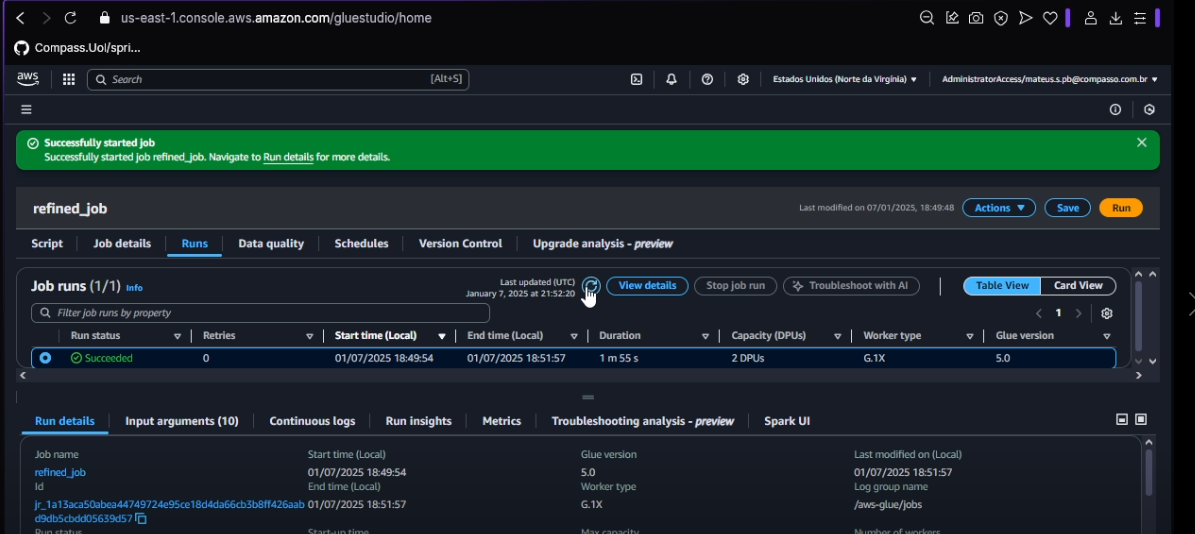 us-east-1.console.aws.amazon.com/gluestudio/home
Compass.Uol/spri...
aws
Search [Alt+S]
Estados Unidos (Norte da Virgínia)
AdministratorAccess/mateus.s.pb@compasso.com.br
Successfully started job
Successfully started job refined_job. Navigate to Run details for more details.
refined_job
Last modified on 07/01/2025, 18:49:48
Actions
Save
Run
Script Job details Runs Data quality Schedules Version Control Upgrade analysis - preview
Job runs (1/1) Info
Last updated (UTC)
January 7, 2025 at 21:52:20
View details
Stop job run
Troubleshoot with AI
Table View
Card View
Filter job runs by property
1
Run status Retries Start time (Local) End time (Local) Duration Capacity (DPUs) Worker type Glue version
Succeeded 0 01/07/2025 18:49:54 01/07/2025 18:51:57 1 m 55 s 2 DPUs G.1X 5.0
Run details Input arguments (10) Continuous logs Run insights Metrics Troubleshooting analysis - preview Spark UI
Job name Start time (Local) Glue version Last modified on (Local)
refined_job 01/07/2025 18:49:54 5.0 01/07/2025 18:51:57
Id End time (Local) Worker type Log group name
jr_1a13aca50abea44749724e95ce18d4da66cb3b8ff426aab 01/07/2025 18:51:57 G.1X /aws-glue/jobs
d9db5cbdd05639d57
Run status Start-up time Max capacity Number of workers